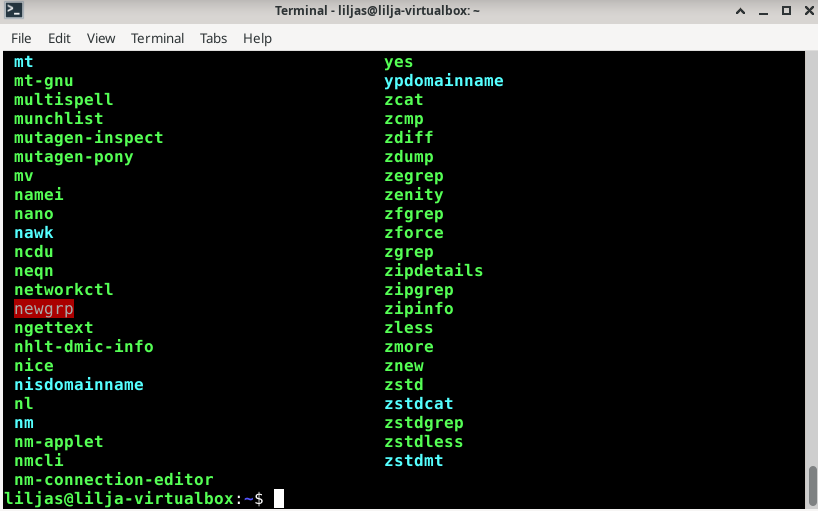 Terminal - liljas@lilja-virtualbox: ~
File Edit View Terminal Tabs Help
mt yes
mt-gnu ypdomainname
multispell zcat
munchlist zcmp
mutagen-inspect zdiff
mutagen-pony zdump
mv zegrep
namei zenity
nano zfgrep
nawk zforce
ncdu zgrep
neqn zipdetails
networkctl zipgrep
newgrp zipinfo
ngettext zless
nhlt-dmic-info zmore
nice znew
nisdomainname zstd
nl zstdcat
nm zstdgrep
nm-applet zstdless
nmcli zstdmt
nm-connection-editor
liljas@lilja-virtualbox:~$